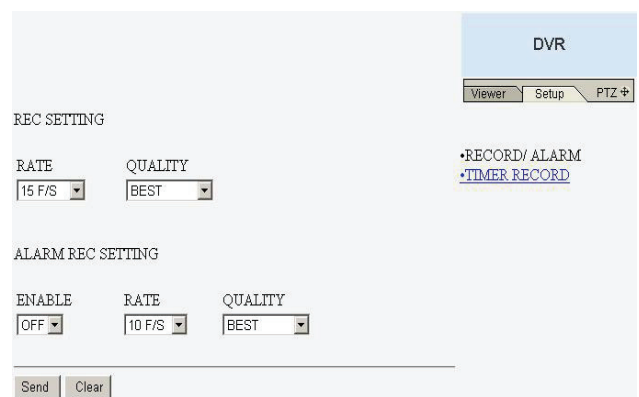 DVR
Viewer Setup PTZ
REC SETTING
RATE QUALITY
15 F/S BEST
•RECORD/ ALARM
•TIMER RECORD
ALARM REC SETTING
ENABLE RATE QUALITY
OFF 10 F/S BEST
Send Clear